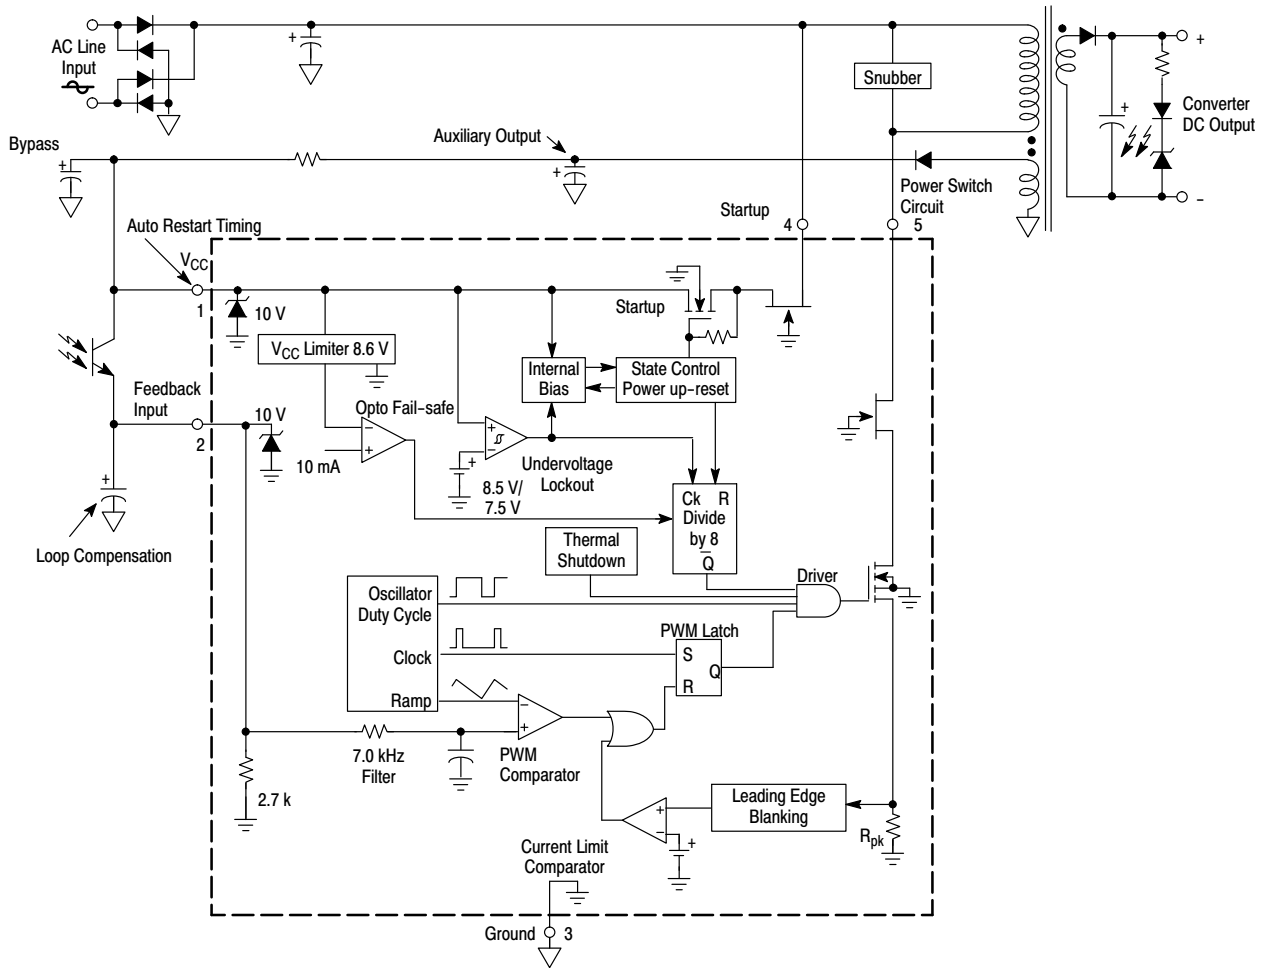 AC Line
Input
+
Snubber
+
+
Converter
DC Output
−
Bypass
+
Auxiliary Output
+
Power Switch
Circuit
Startup
4
5
Auto Restart Timing
VCC
1
10 V
Startup
VCC Limiter 8.6 V
Internal
Bias
State Control
Power up−reset
Feedback
Input
2
10 V
Opto Fail−safe
−
+
10 mA
+
−
+
Undervoltage
Lockout
8.5 V/
7.5 V
Ck R
Divide
by 8
Q
+
Loop Compensation
Thermal
Shutdown
Driver
Oscillator
Duty Cycle
Clock
Ramp
PWM Latch
S
Q
R
−
+
PWM
Comparator
7.0 kHz
Filter
2.7 k
Leading Edge
Blanking
Rpk
+
−
+
Current Limit
Comparator
Ground
3